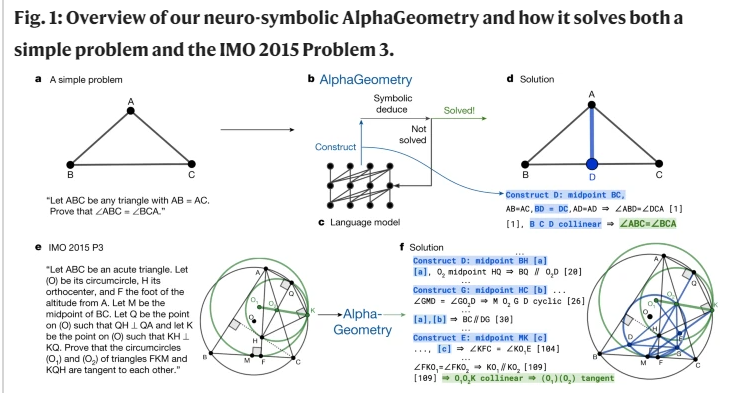 Fig. 1: Overview of our neuro-symbolic AlphaGeometry and how it solves both a
simple problem and the IMO 2015 Problem 3.
a A simple problem
A
B
C
"Let ABC be any triangle with AB = AC.
Prove that ∠ABC = ∠BCA."
b AlphaGeometry
Symbolic
deduce
Solved!
Not
solved
Construct
c Language model
d Solution
A
B
D
C
Construct D: midpoint BC,
AB=AC, BD = DC, AD=AD ⇒ ∠ABD=∠DCA [1]
[1], B C D collinear ⇒ ∠ABC=∠BCA
e IMO 2015 P3
"Let ABC be an acute triangle. Let
(O) be its circumcircle, H its
orthocenter, and F the foot of the
altitude from A. Let M be the
midpoint of BC. Let Q be the point
on (O) such that QH ⊥ QA and let K
be the point on (O) such that KH ⊥
KQ. Prove that the circumcircles
(O₁) and (O₂) of triangles FKM and
KQH are tangent to each other."
A
Q
O₁
O
K
H
B
M
F
C
Alpha-
Geometry
f Solution
...
Construct D: midpoint BH [a]
[a], O₂ midpoint HQ ⇒ BQ // O₂D [20]
...
Construct G: midpoint HC [b] ...
∠GMD = ∠GO₂D ⇒ M O₂ G D cyclic [26]
...
[a],[b] ⇒ BC // DG [30]
...
Construct E: midpoint MK [c]
..., [c] ⇒ ∠KFC = ∠KO₁E [104]
...
∠FKO₁=∠FKO₂ ⇒ KO₁ // KO₂ [109]
[109] ⇒ O₁O₂K collinear ⇒ (O₁)(O₂) tangent
A
Q
K
O
D
H
G
B
M
F
C